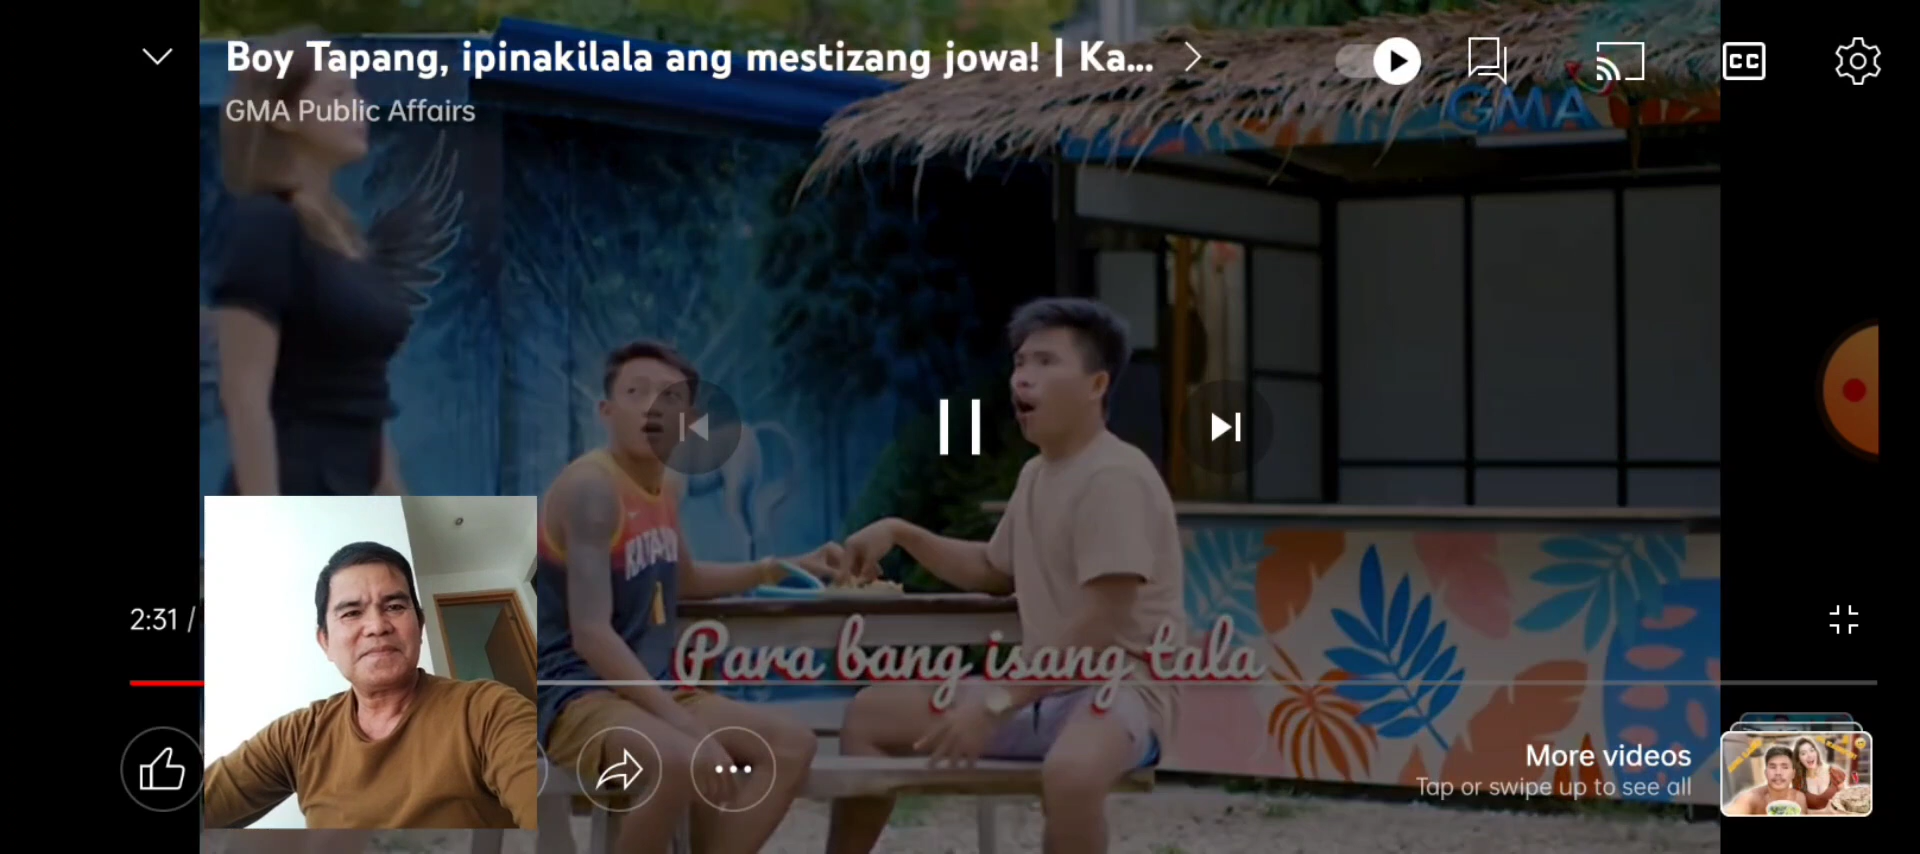 Boy Tapang, ipinakilala ang mestizang jowa! | Ka...
GMA Public Affairs
CC
GMA
2:31 /
Para bang isang tala
More videos
Tap or swipe up to see all